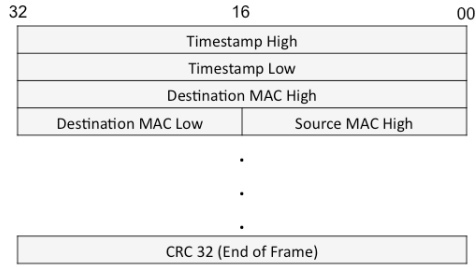 32 16 00
Timestamp High
Timestamp Low
Destination MAC High
Destination MAC Low Source MAC High
CRC 32 (End of Frame)